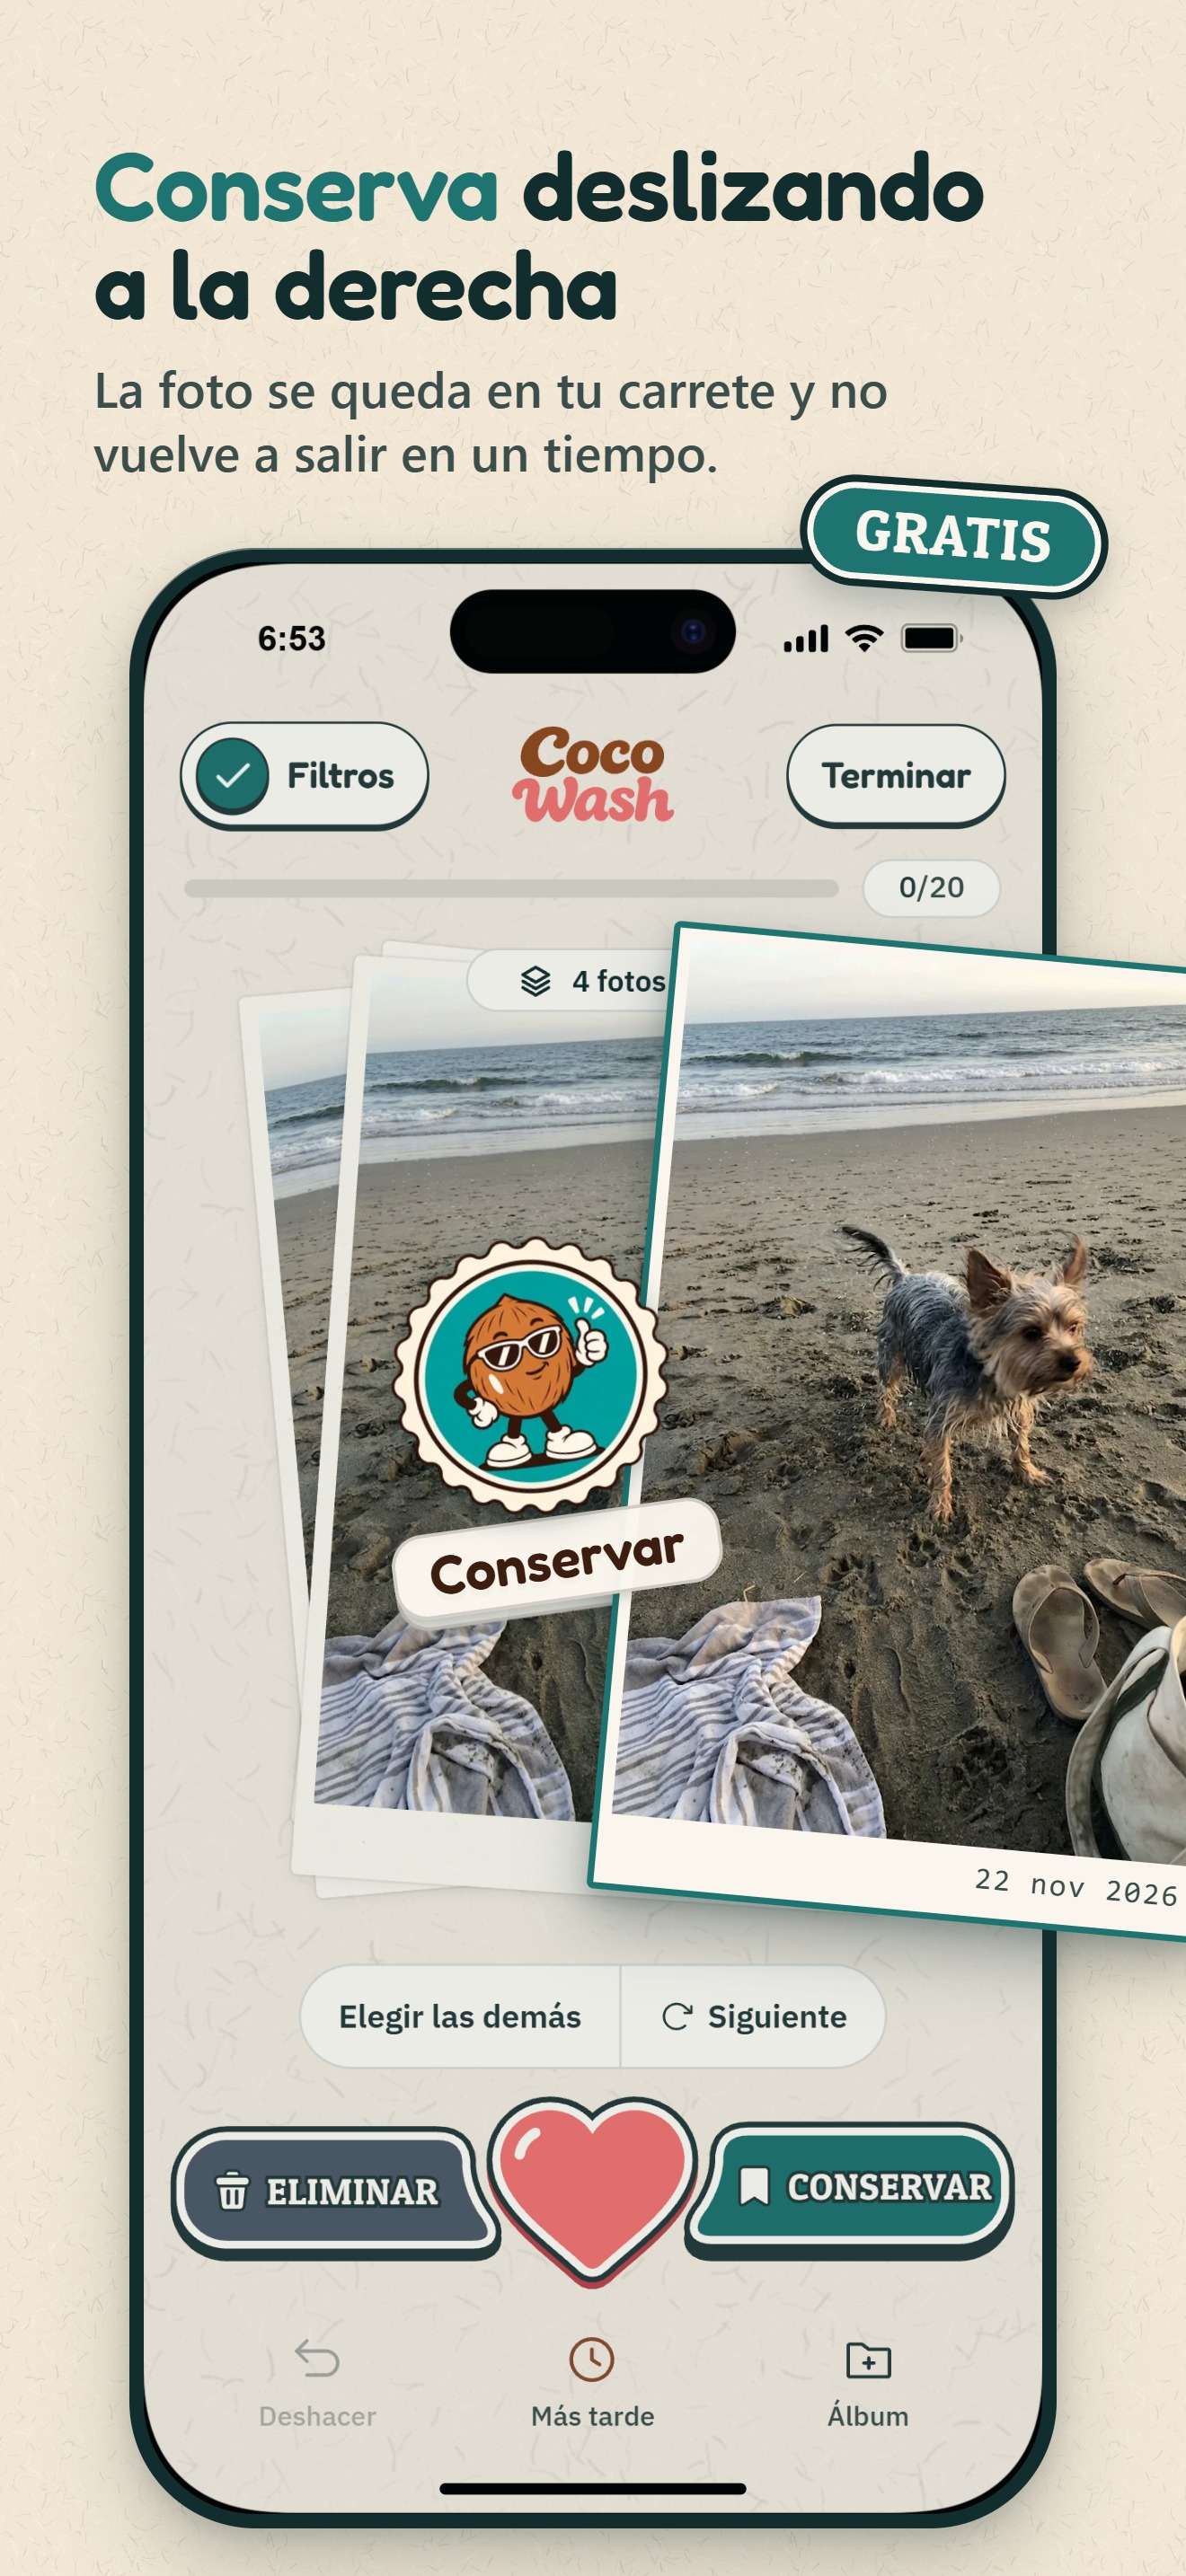 Conserva deslizando
a la derecha
La foto se queda en tu carrete y no
vuelve a salir en un tiempo.
GRATIS
6:53
Filtros
Coco
Wash
Terminar
0/20
4 fotos
Conservar
22 nov 2026
Elegir las demás
Siguiente
ELIMINAR
CONSERVAR
Deshacer
Más tarde
Álbum